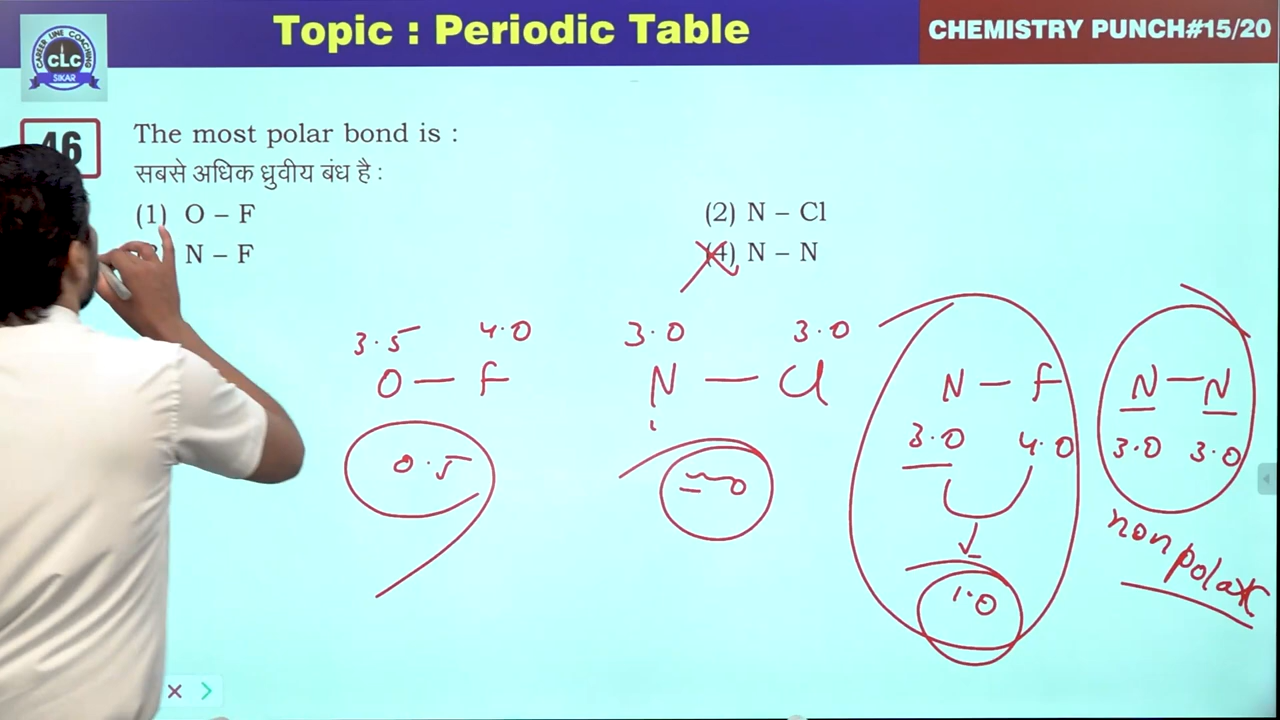 Topic : Periodic Table
CHEMISTRY PUNCH#15/20
CAREER LINE COACHING
CLC
SIKAR
46
The most polar bond is :
सबसे अधिक ध्रुवीय बंध है :
(1) O – F
(2) N – Cl
N – F
(4) N – N
3.5 4.0
O — F
0.5
3.0 3.0
N — Cl
~0
N — F
3.0 4.0
1.0
N — N
3.0 3.0
non polar